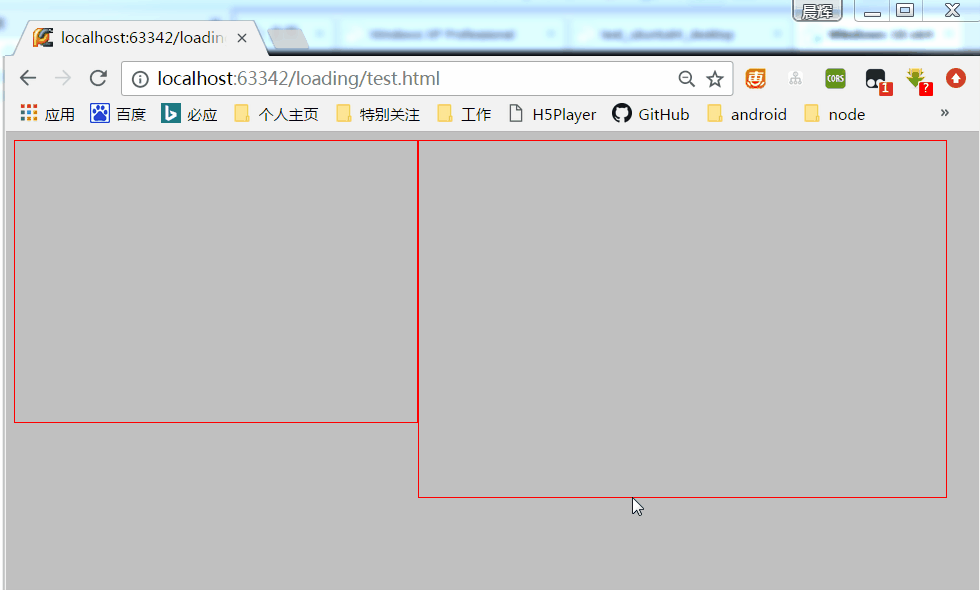 晨辉
localhost:63342/loadin
localhost:63342/loading/test.html
惠
CORS
1
?
应用
百度
必应
个人主页
特别关注
工作
H5Player
GitHub
android
node
»